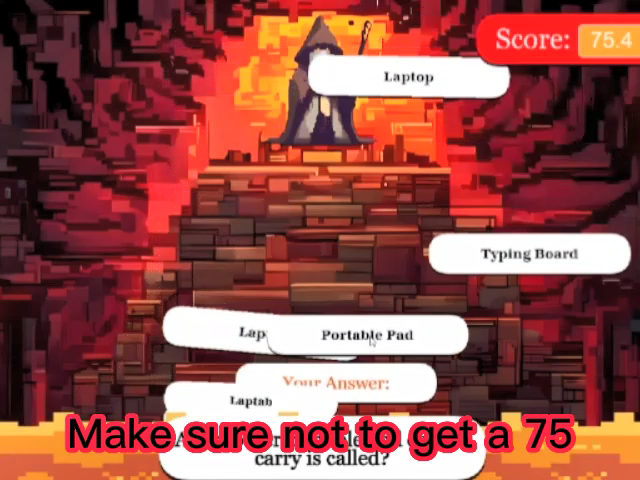 Score: 75.4
Laptop
Typing Board
Lap
Portable Pad
Your Answer:
Laptab
Make sure not to get a 75
carry is called?